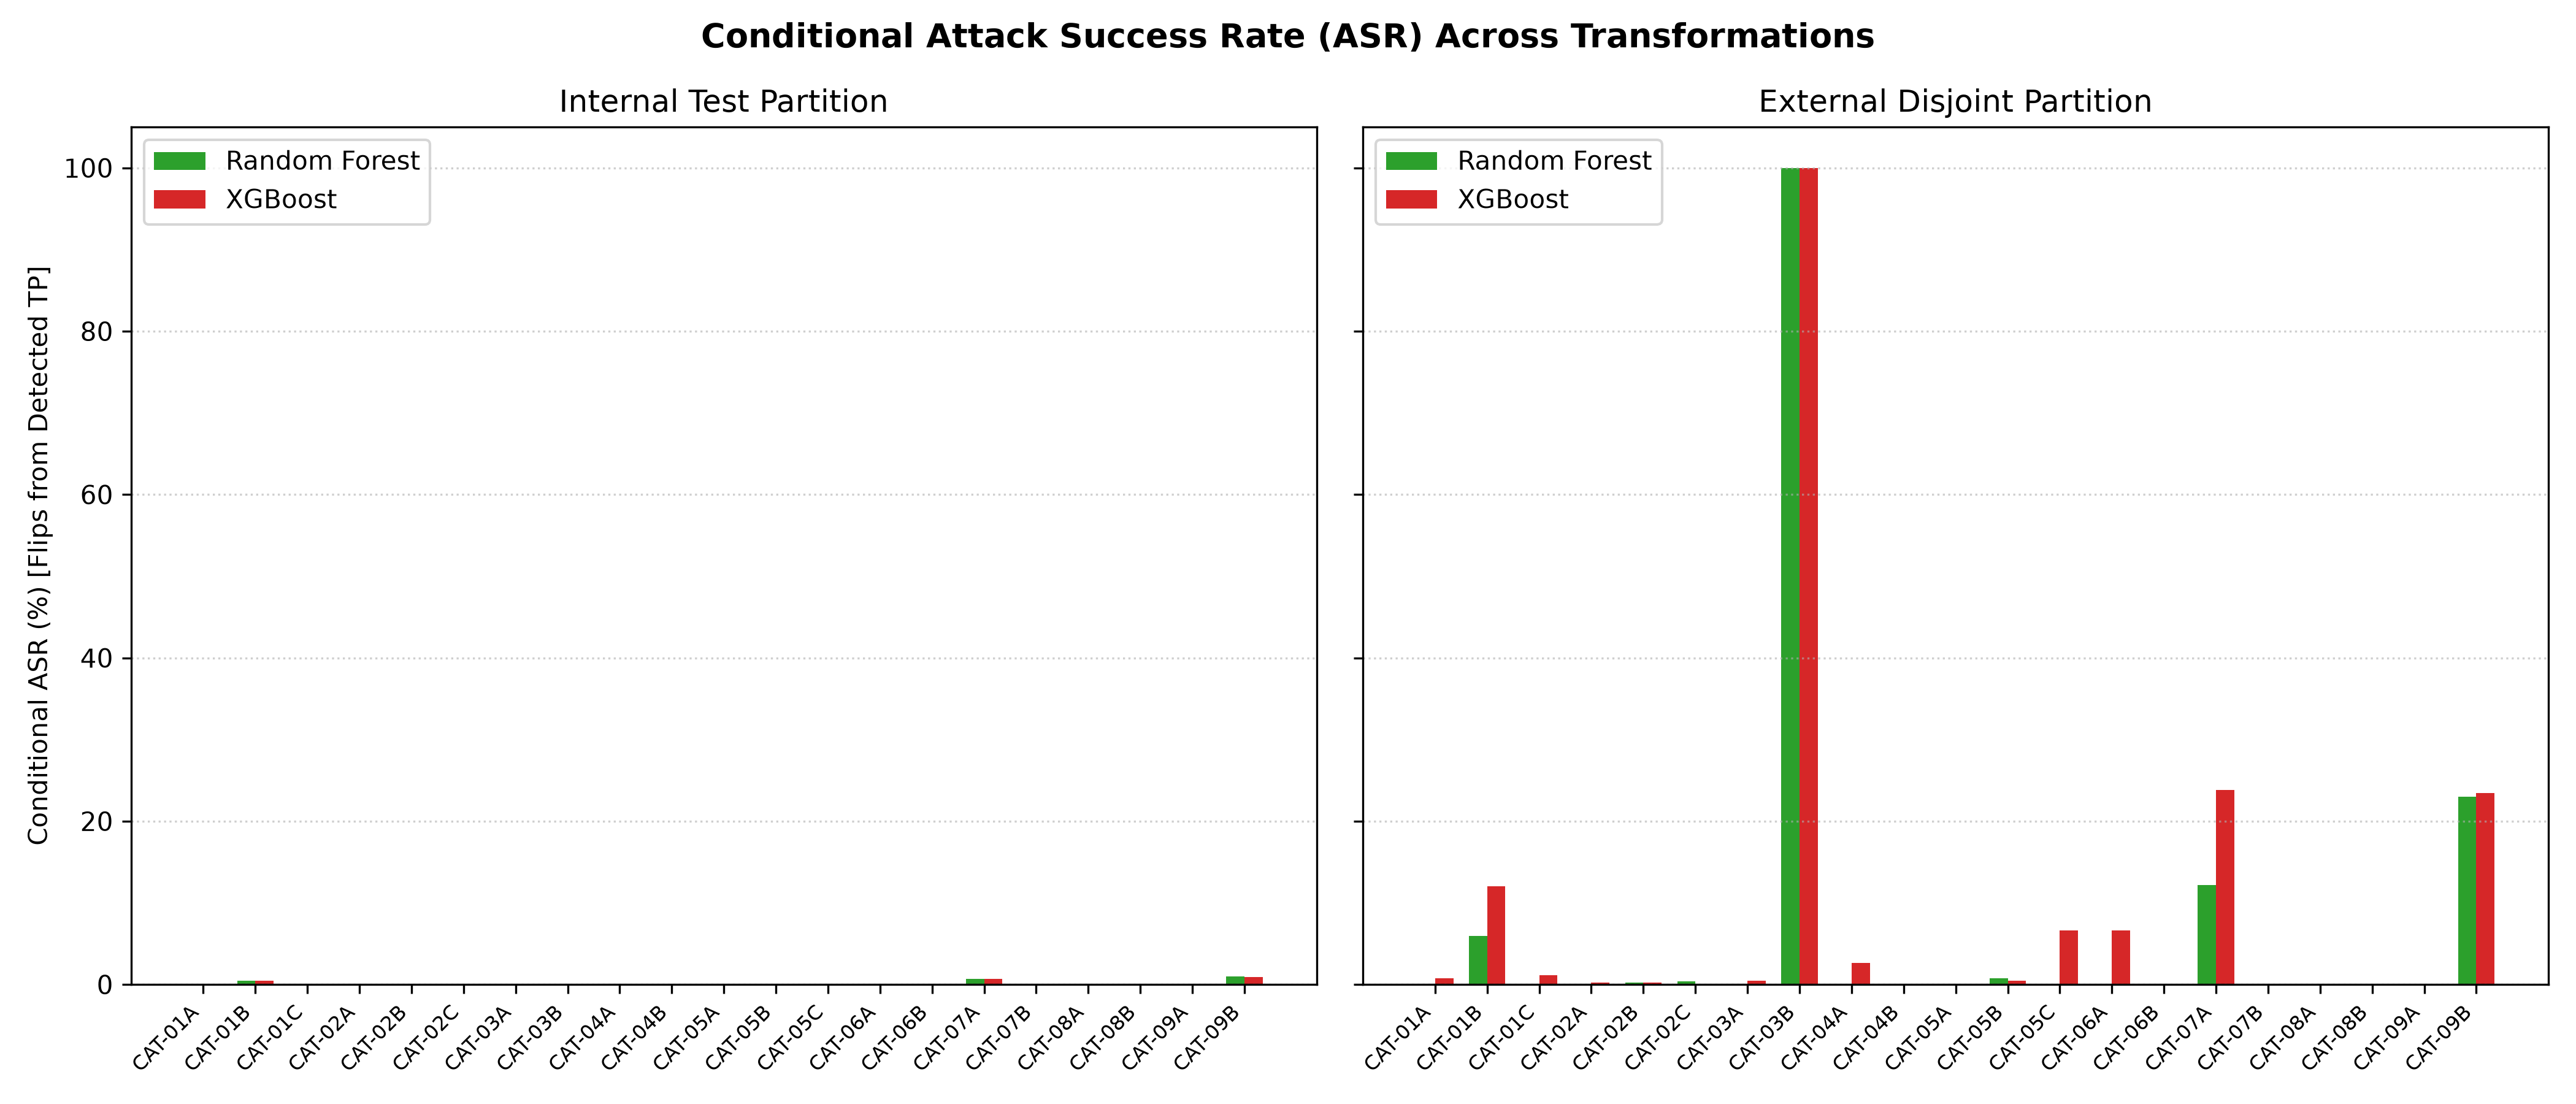 Conditional Attack Success Rate (ASR) Across Transformations
Internal Test Partition
External Disjoint Partition
Conditional ASR (%) [Flips from Detected TP]
100
80
60
40
20
0
Random Forest
XGBoost
Random Forest
XGBoost
CAT-01A
CAT-01B
CAT-01C
CAT-02A
CAT-02B
CAT-02C
CAT-03A
CAT-03B
CAT-04A
CAT-04B
CAT-05A
CAT-05B
CAT-05C
CAT-06A
CAT-06B
CAT-07A
CAT-07B
CAT-08A
CAT-08B
CAT-09A
CAT-09B
CAT-01A
CAT-01B
CAT-01C
CAT-02A
CAT-02B
CAT-02C
CAT-03A
CAT-03B
CAT-04A
CAT-04B
CAT-05A
CAT-05B
CAT-05C
CAT-06A
CAT-06B
CAT-07A
CAT-07B
CAT-08A
CAT-08B
CAT-09A
CAT-09B